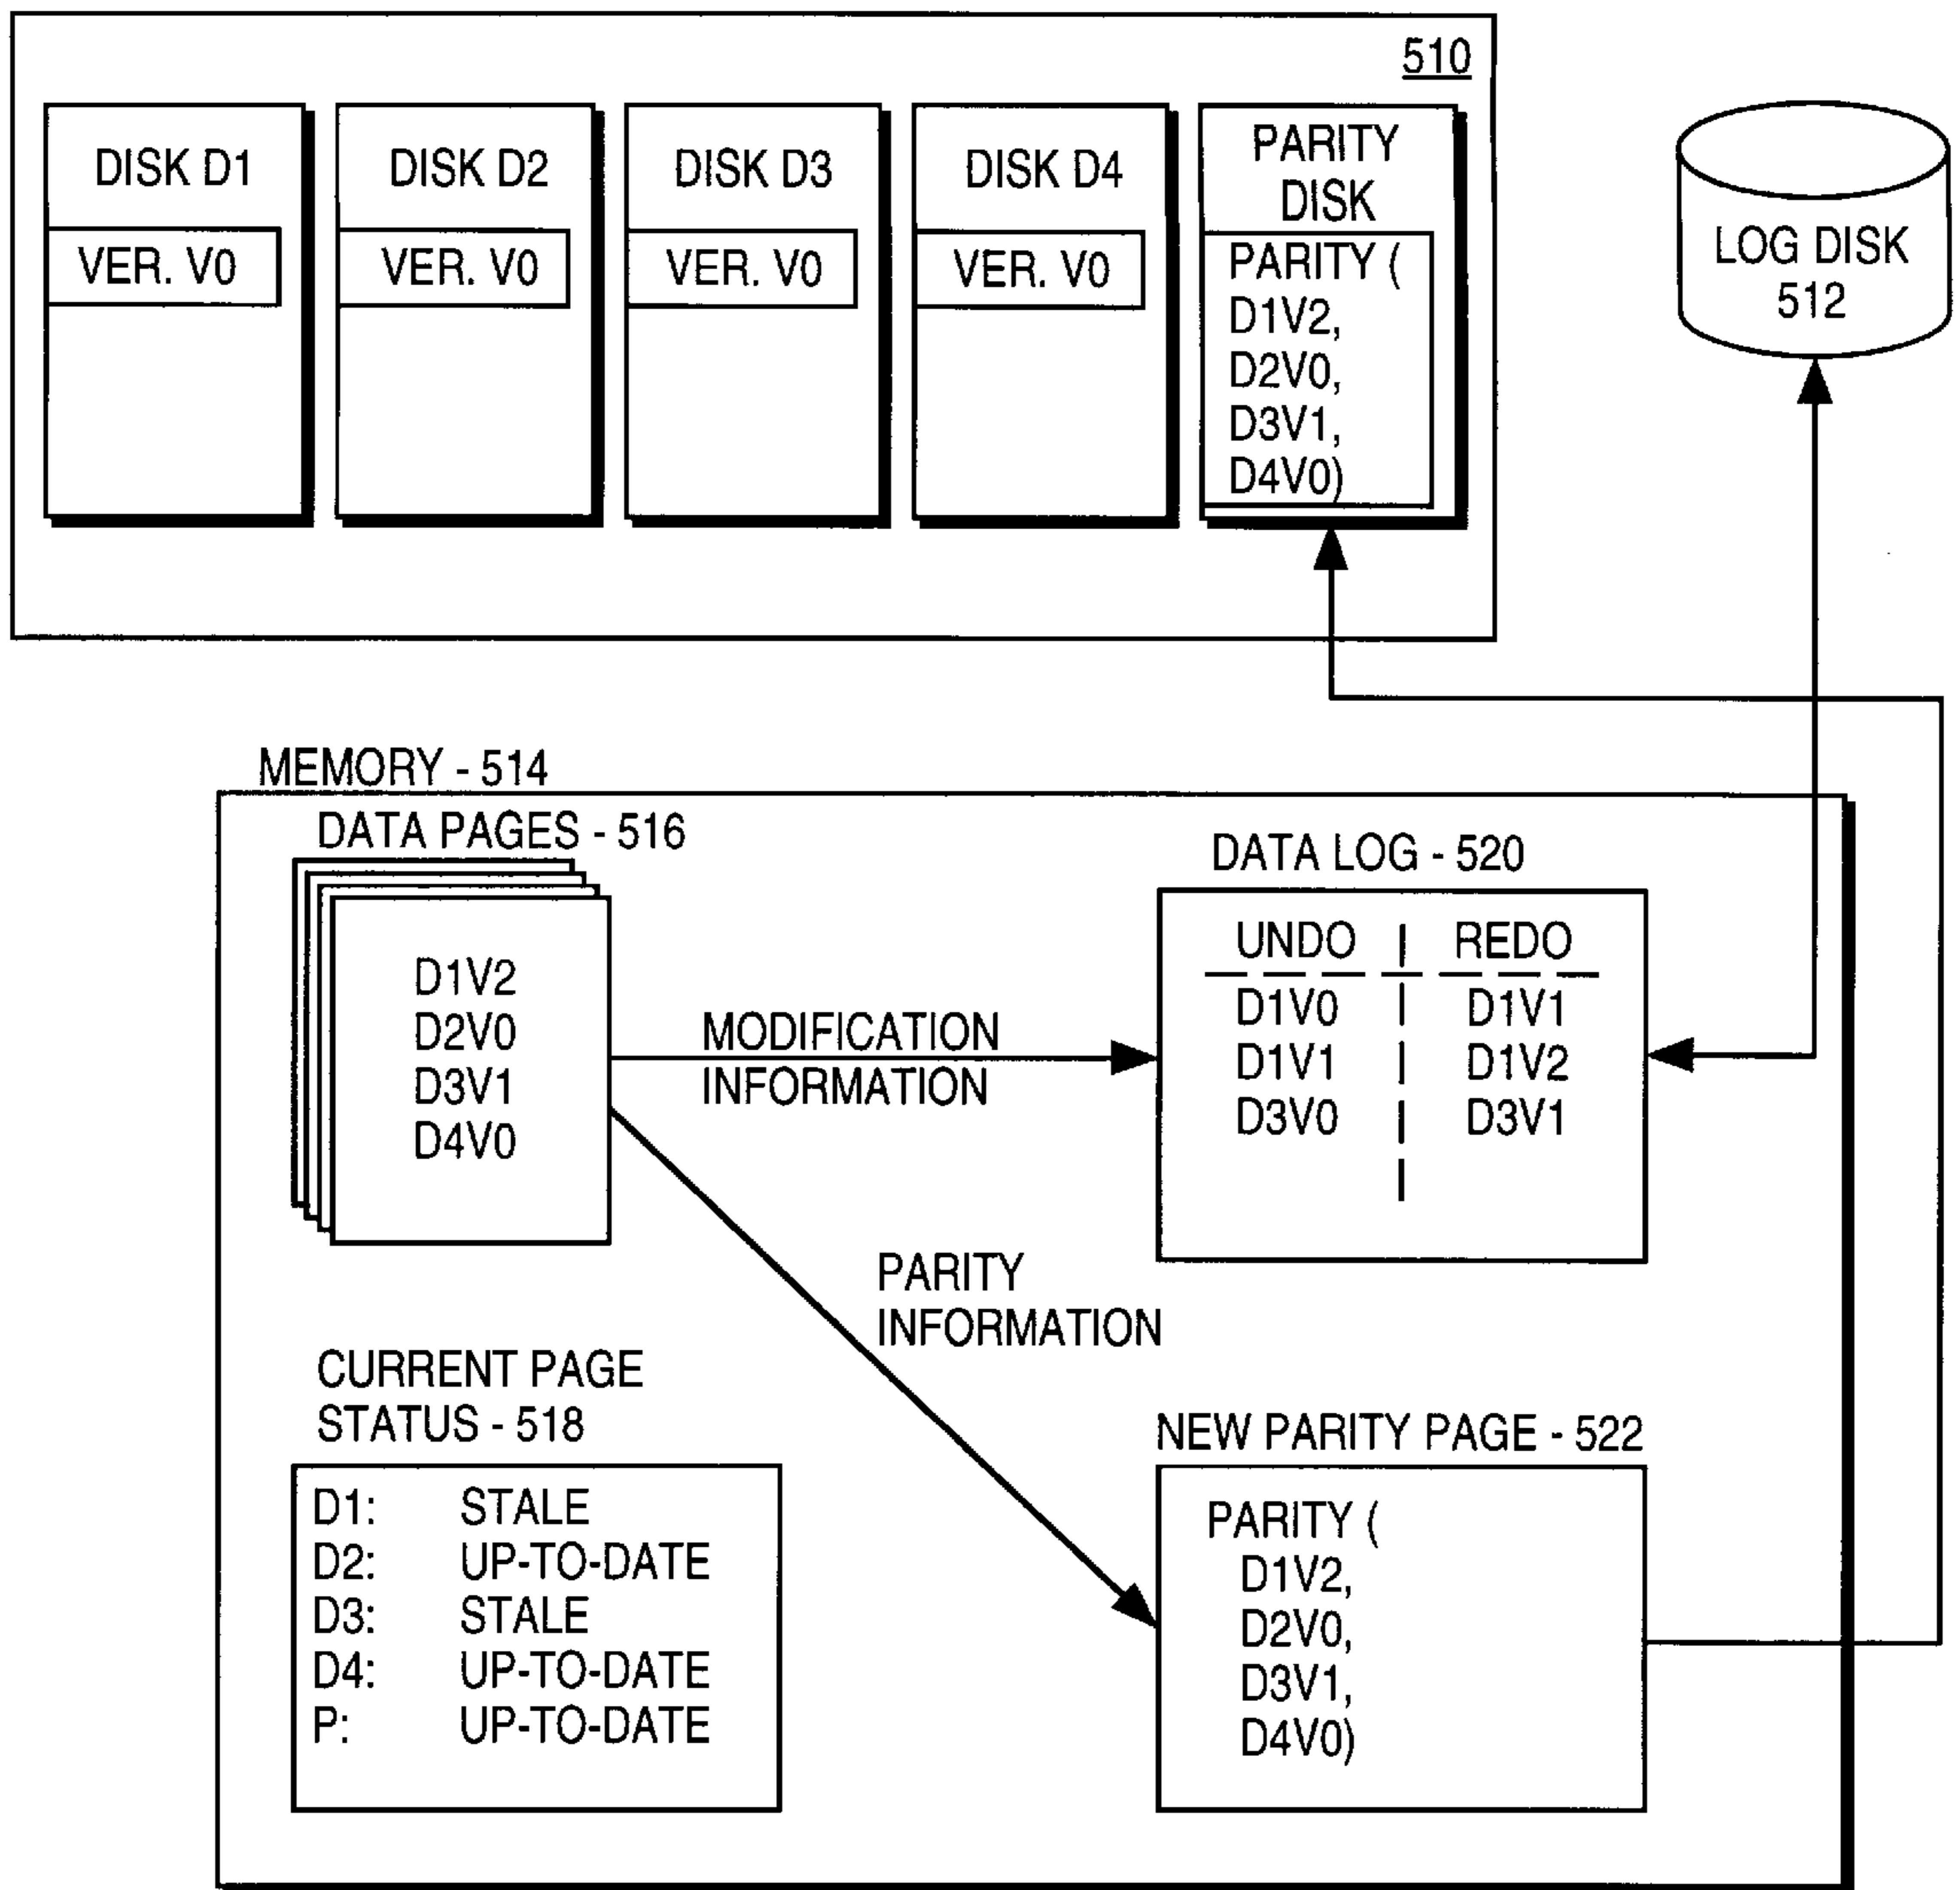 510
DISK D1
VER. V0
DISK D2
VER. V0
DISK D3
VER. V0
DISK D4
VER. V0
PARITY
DISK
PARITY (
D1V2,
D2V0,
D3V1,
D4V0)
LOG DISK
512
MEMORY - 514
DATA PAGES - 516
D1V2
D2V0
D3V1
D4V0
MODIFICATION
INFORMATION
DATA LOG - 520
UNDO | REDO
D1V0 | D1V1
D1V1 | D1V2
D3V0 | D3V1
PARITY
INFORMATION
CURRENT PAGE
STATUS - 518
D1: STALE
D2: UP-TO-DATE
D3: STALE
D4: UP-TO-DATE
P: UP-TO-DATE
NEW PARITY PAGE - 522
PARITY (
D1V2,
D2V0,
D3V1,
D4V0)